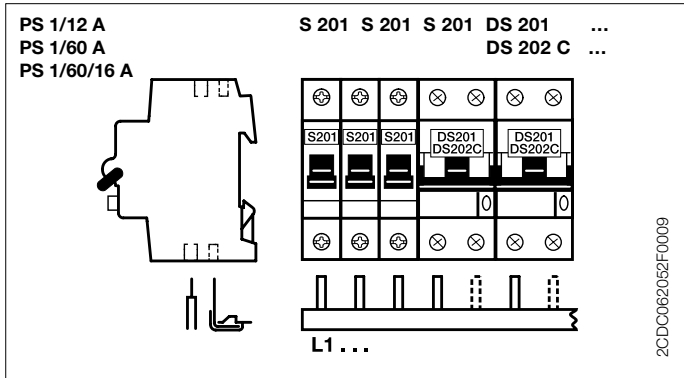 PS 1/12 A
PS 1/60 A
PS 1/60/16 A
S 201 S 201 S 201 DS 201 ...
DS 202 C ...
S201 S201 S201 DS201 DS201
DS202C DS202C
L1 . . .
2CDC062052F0009